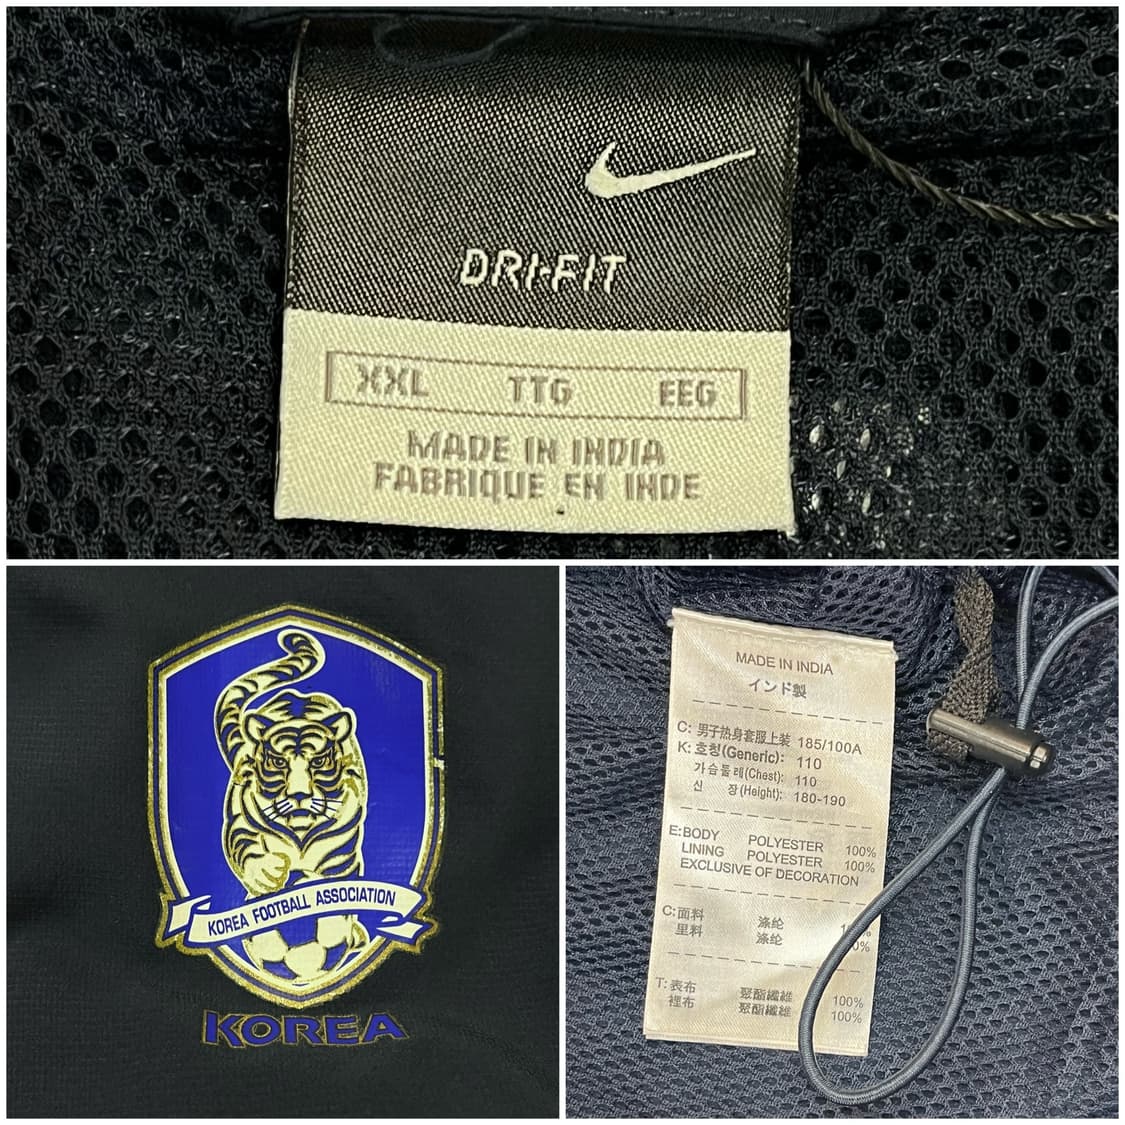 DRI-FIT
XXL TTG EEG
MADE IN INDIA
FABRIQUE EN INDE
KOREA FOOTBALL ASSOCIATION
KOREA
MADE IN INDIA
インド製
C: 男子热身套服上装 185/100A
K: 호칭(Generic): 110
가슴둘레(Chest): 110
신 장(Height): 180-190
E:BODY POLYESTER 100%
LINING POLYESTER 100%
EXCLUSIVE OF DECORATION
C:面料 涤纶
里料 涤纶
T:表布 聚酯纖維 100%
裡布 聚酯纖維 100%